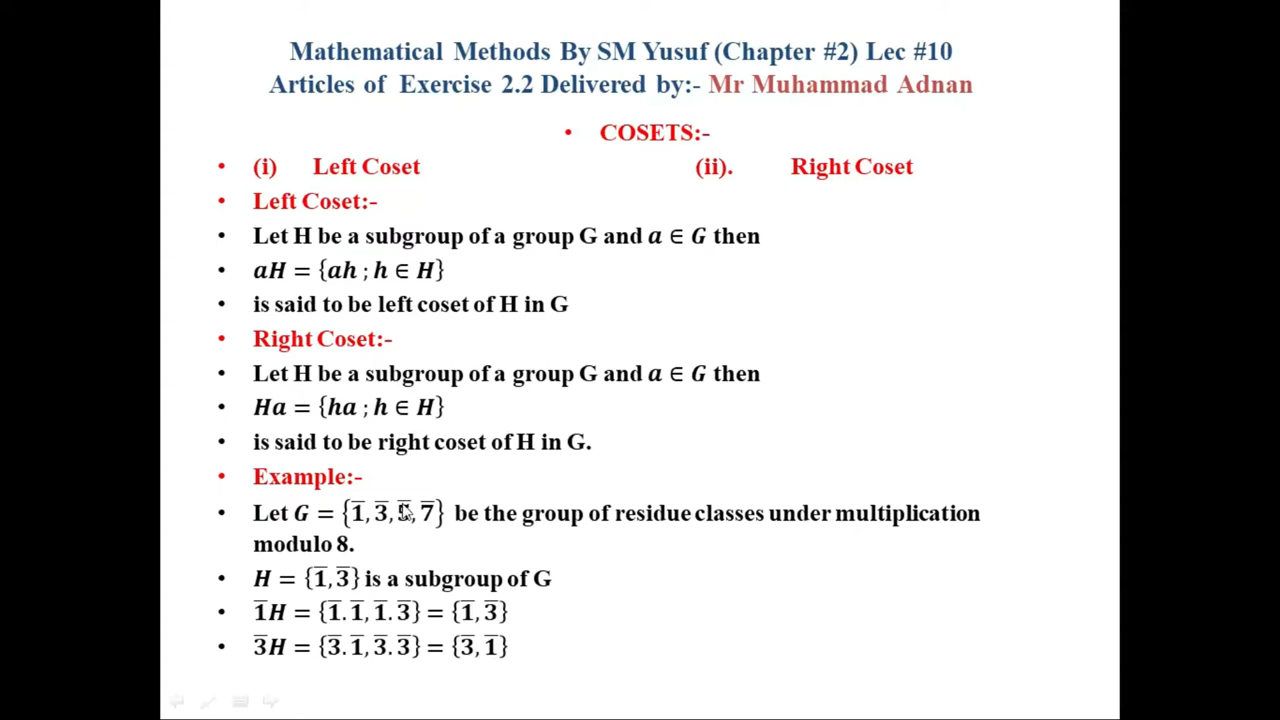 Mathematical Methods By SM Yusuf (Chapter #2) Lec #10
Articles of Exercise 2.2 Delivered by:- Mr Muhammad Adnan
• COSETS:-
• (i) Left Coset (ii). Right Coset
• Left Coset:-
• Let H be a subgroup of a group G and a ∈ G then
• aH = {ah ; h ∈ H}
• is said to be left coset of H in G
• Right Coset:-
• Let H be a subgroup of a group G and a ∈ G then
• Ha = {ha ; h ∈ H}
• is said to be right coset of H in G.
• Example:-
• Let G = {1̅, 3̅, 5̅, 7̅} be the group of residue classes under multiplication
modulo 8.
• H = {1̅, 3̅} is a subgroup of G
• 1̅H = {1̅. 1̅, 1̅. 3̅} = {1̅, 3̅}
• 3̅H = {3̅. 1̅, 3̅. 3̅} = {3̅, 1̅}